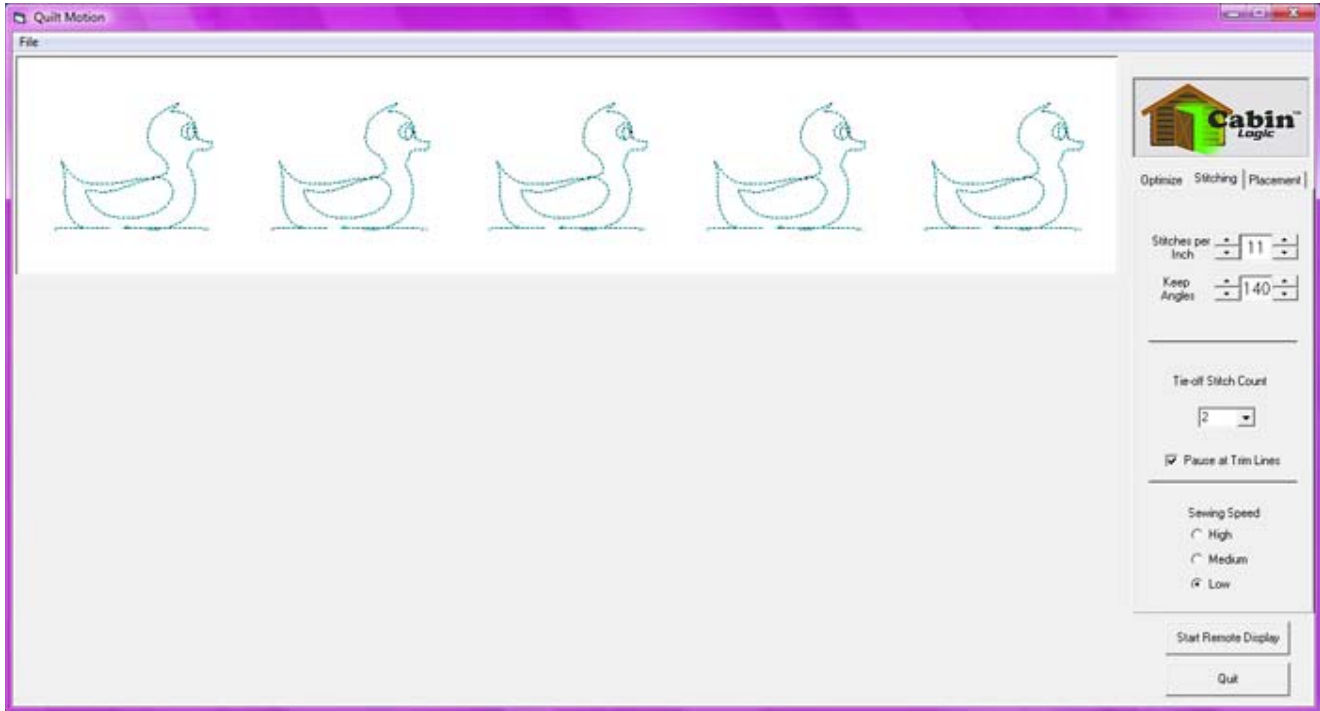 Quilt Motion
File
Cabin™
Logic
Optimize Stitching Placement
Stitches per
Inch
11
Keep
Angles
140
Tie-off Stitch Count
2
Pause at Trim Lines
Sewing Speed
High
Medium
Low
Start Remote Display
Quit